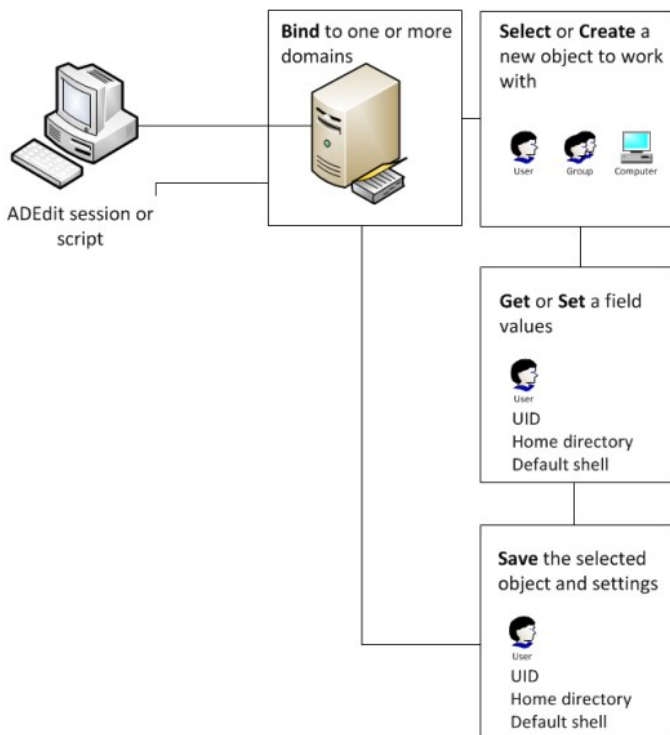 Bind to one or more
domains
Select or Create a
new object to work
with
User Group Computer
ADEdit session or
script
Get or Set a field
values
User
UID
Home directory
Default shell
Save the selected
object and settings
User
UID
Home directory
Default shell